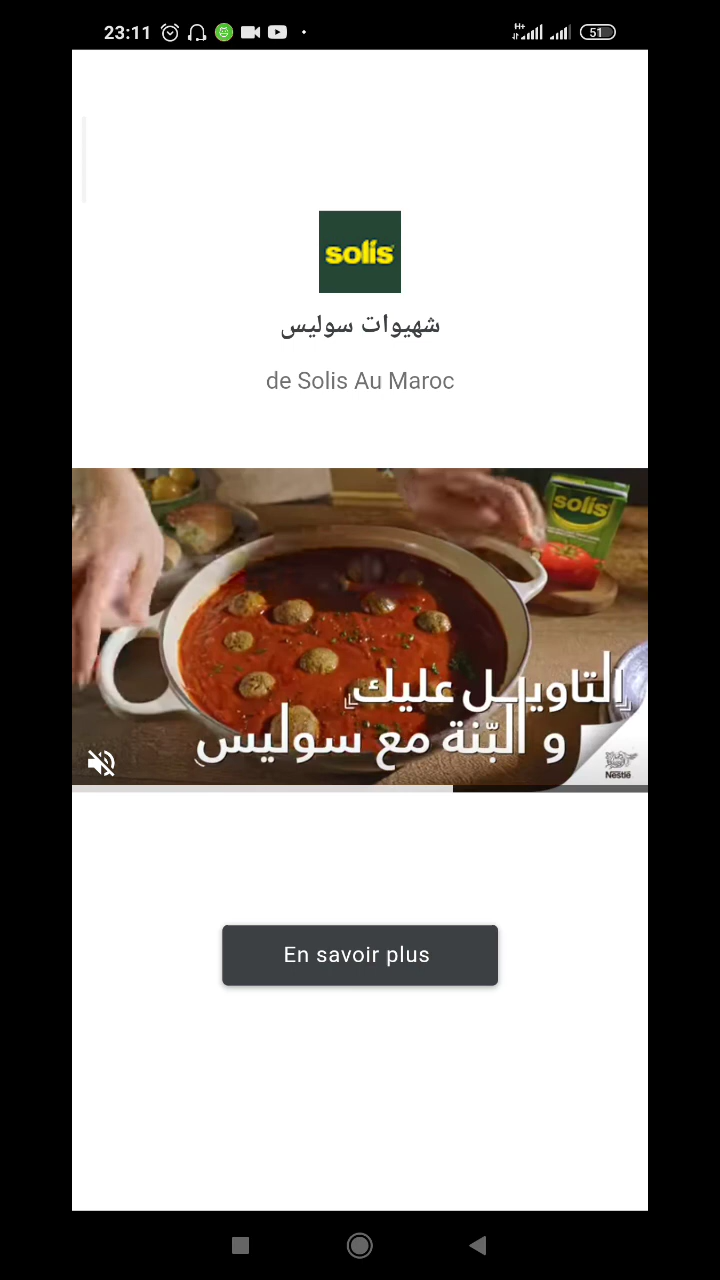 23:11
H+
51
solis
شهيوات سوليس
de Solis Au Maroc
solis
التاويــل عليك
و البّنة مع سوليس
Nestlé
En savoir plus